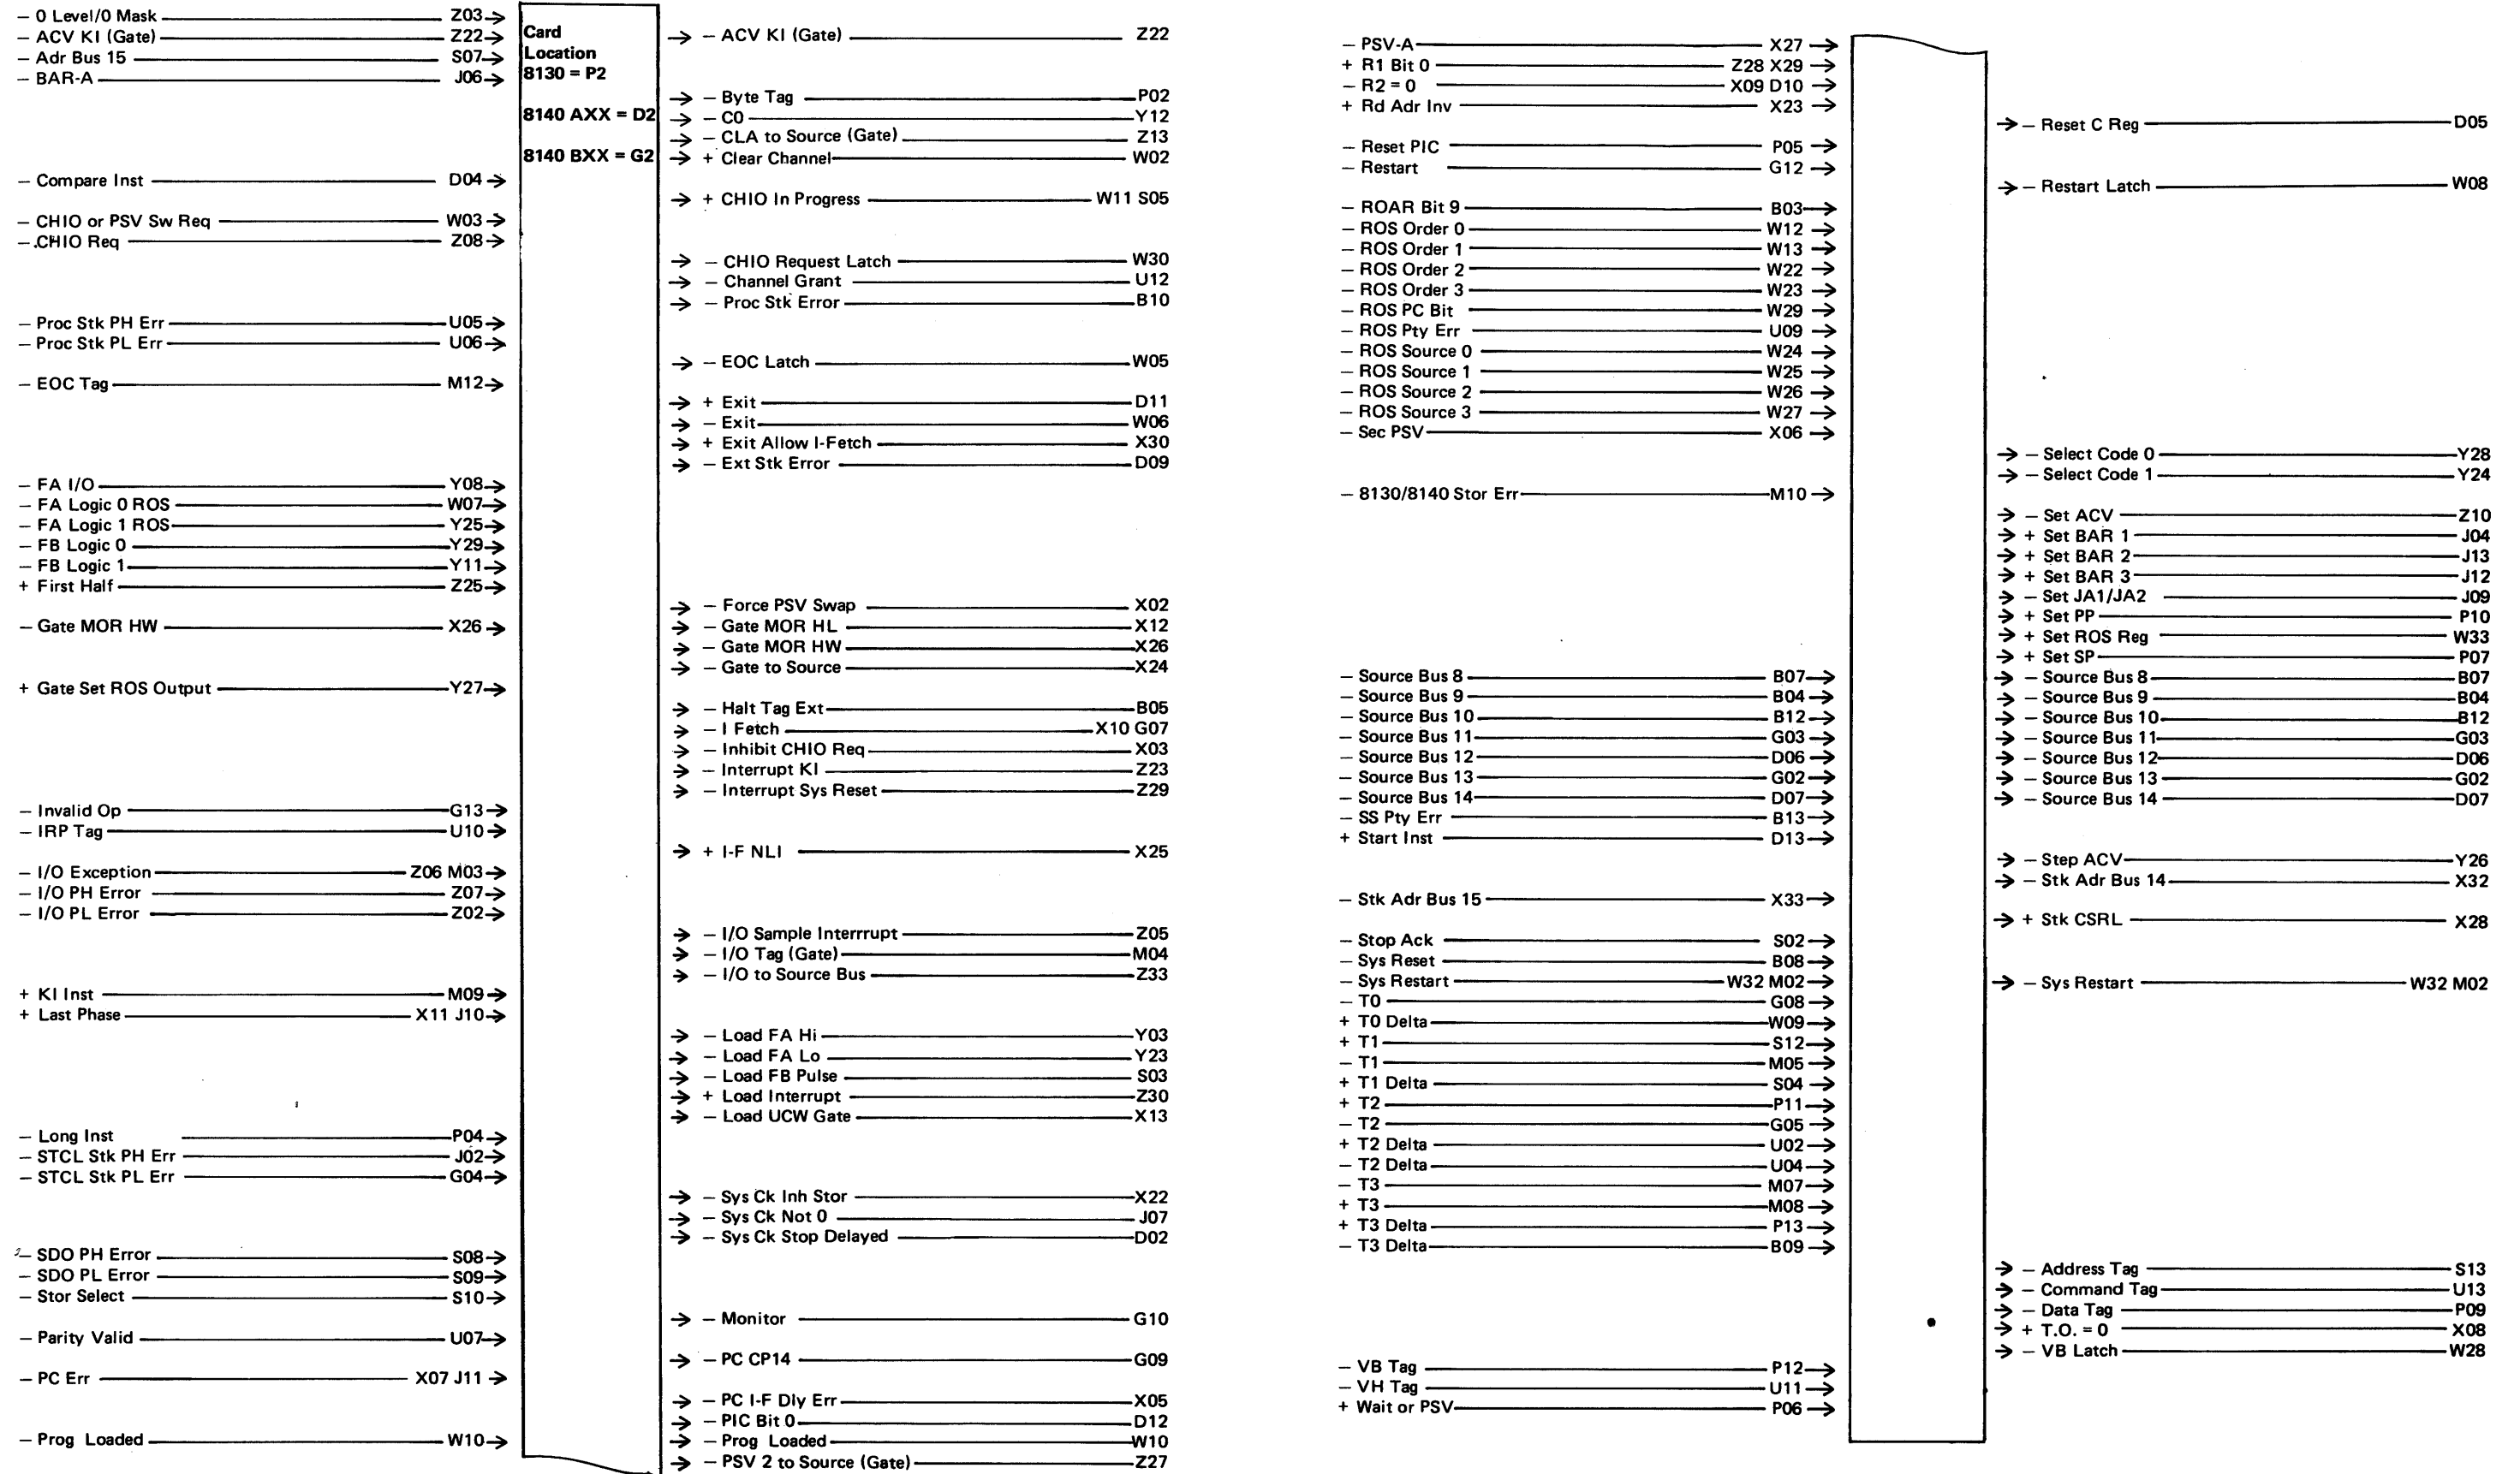 — 0 Level/0 Mask Z03
— ACV KI (Gate) Z22
— Adr Bus 15 S07
— BAR-A J06
— Compare Inst D04
— CHIO or PSV Sw Req W03
— .CHIO Req Z08
— Proc Stk PH Err U05
— Proc Stk PL Err U06
— EOC Tag M12
— FA I/O Y08
— FA Logic 0 ROS W07
— FA Logic 1 ROS Y25
— FB Logic 0 Y29
— FB Logic 1 Y11
+ First Half Z25
— Gate MOR HW X26
+ Gate Set ROS Output Y27
— Invalid Op G13
— IRP Tag U10
— I/O Exception Z06 M03
— I/O PH Error Z07
— I/O PL Error Z02
+ KI Inst M09
+ Last Phase X11 J10
— Long Inst P04
— STCL Stk PH Err J02
— STCL Stk PL Err G04
— SDO PH Error S08
— SDO PL Error S09
— Stor Select S10
— Parity Valid U07
— PC Err X07 J11
— Prog Loaded W10
Card
Location
8130 = P2
8140 AXX = D2
8140 BXX = G2
— ACV KI (Gate) Z22
— Byte Tag P02
— C0 Y12
— CLA to Source (Gate) Z13
+ Clear Channel W02
+ CHIO In Progress W11 S05
— CHIO Request Latch W30
— Channel Grant U12
— Proc Stk Error B10
— EOC Latch W05
+ Exit D11
— Exit W06
+ Exit Allow I-Fetch X30
— Ext Stk Error D09
— Force PSV Swap X02
— Gate MOR HL X12
— Gate MOR HW X26
— Gate to Source X24
— Halt Tag Ext B05
— I Fetch X10 G07
— Inhibit CHIO Req X03
— Interrupt KI Z23
— Interrupt Sys Reset Z29
+ I-F NLI X25
— I/O Sample Interrrupt Z05
— I/O Tag (Gate) M04
— I/O to Source Bus Z33
— Load FA Hi Y03
— Load FA Lo Y23
— Load FB Pulse S03
+ Load Interrupt Z30
— Load UCW Gate X13
— Sys Ck Inh Stor X22
— Sys Ck Not 0 J07
— Sys Ck Stop Delayed D02
— Monitor G10
— PC CP14 G09
— PC I-F Dly Err X05
— PIC Bit 0 D12
— Prog Loaded W10
— PSV 2 to Source (Gate) Z27
— PSV-A X27
+ R1 Bit 0 Z28 X29
— R2 = 0 X09 D10
+ Rd Adr Inv X23
— Reset PIC P05
— Restart G12
— ROAR Bit 9 B03
— ROS Order 0 W12
— ROS Order 1 W13
— ROS Order 2 W22
— ROS Order 3 W23
— ROS PC Bit W29
— ROS Pty Err U09
— ROS Source 0 W24
— ROS Source 1 W25
— ROS Source 2 W26
— ROS Source 3 W27
— Sec PSV X06
— 8130/8140 Stor Err M10
— Source Bus 8 B07
— Source Bus 9 B04
— Source Bus 10 B12
— Source Bus 11 G03
— Source Bus 12 D06
— Source Bus 13 G02
— Source Bus 14 D07
— SS Pty Err B13
+ Start Inst D13
— Stk Adr Bus 15 X33
— Stop Ack S02
— Sys Reset B08
— Sys Restart W32 M02
— T0 G08
+ T0 Delta W09
+ T1 S12
— T1 M05
+ T1 Delta S04
+ T2 P11
— T2 G05
+ T2 Delta U02
— T2 Delta U04
— T3 M07
+ T3 M08
+ T3 Delta P13
— T3 Delta B09
— VB Tag P12
— VH Tag U11
+ Wait or PSV P06
— Reset C Reg D05
— Restart Latch W08
— Select Code 0 Y28
— Select Code 1 Y24
— Set ACV Z10
+ Set BAR 1 J04
+ Set BAR 2 J13
+ Set BAR 3 J12
— Set JA1/JA2 J09
+ Set PP P10
+ Set ROS Reg W33
+ Set SP P07
— Source Bus 8 B07
— Source Bus 9 B04
— Source Bus 10 B12
— Source Bus 11 G03
— Source Bus 12 D06
— Source Bus 13 G02
— Source Bus 14 D07
— Step ACV Y26
— Stk Adr Bus 14 X32
+ Stk CSRL X28
— Sys Restart W32 M02
— Address Tag S13
— Command Tag U13
— Data Tag P09
+ T.O. = 0 X08
— VB Latch W28